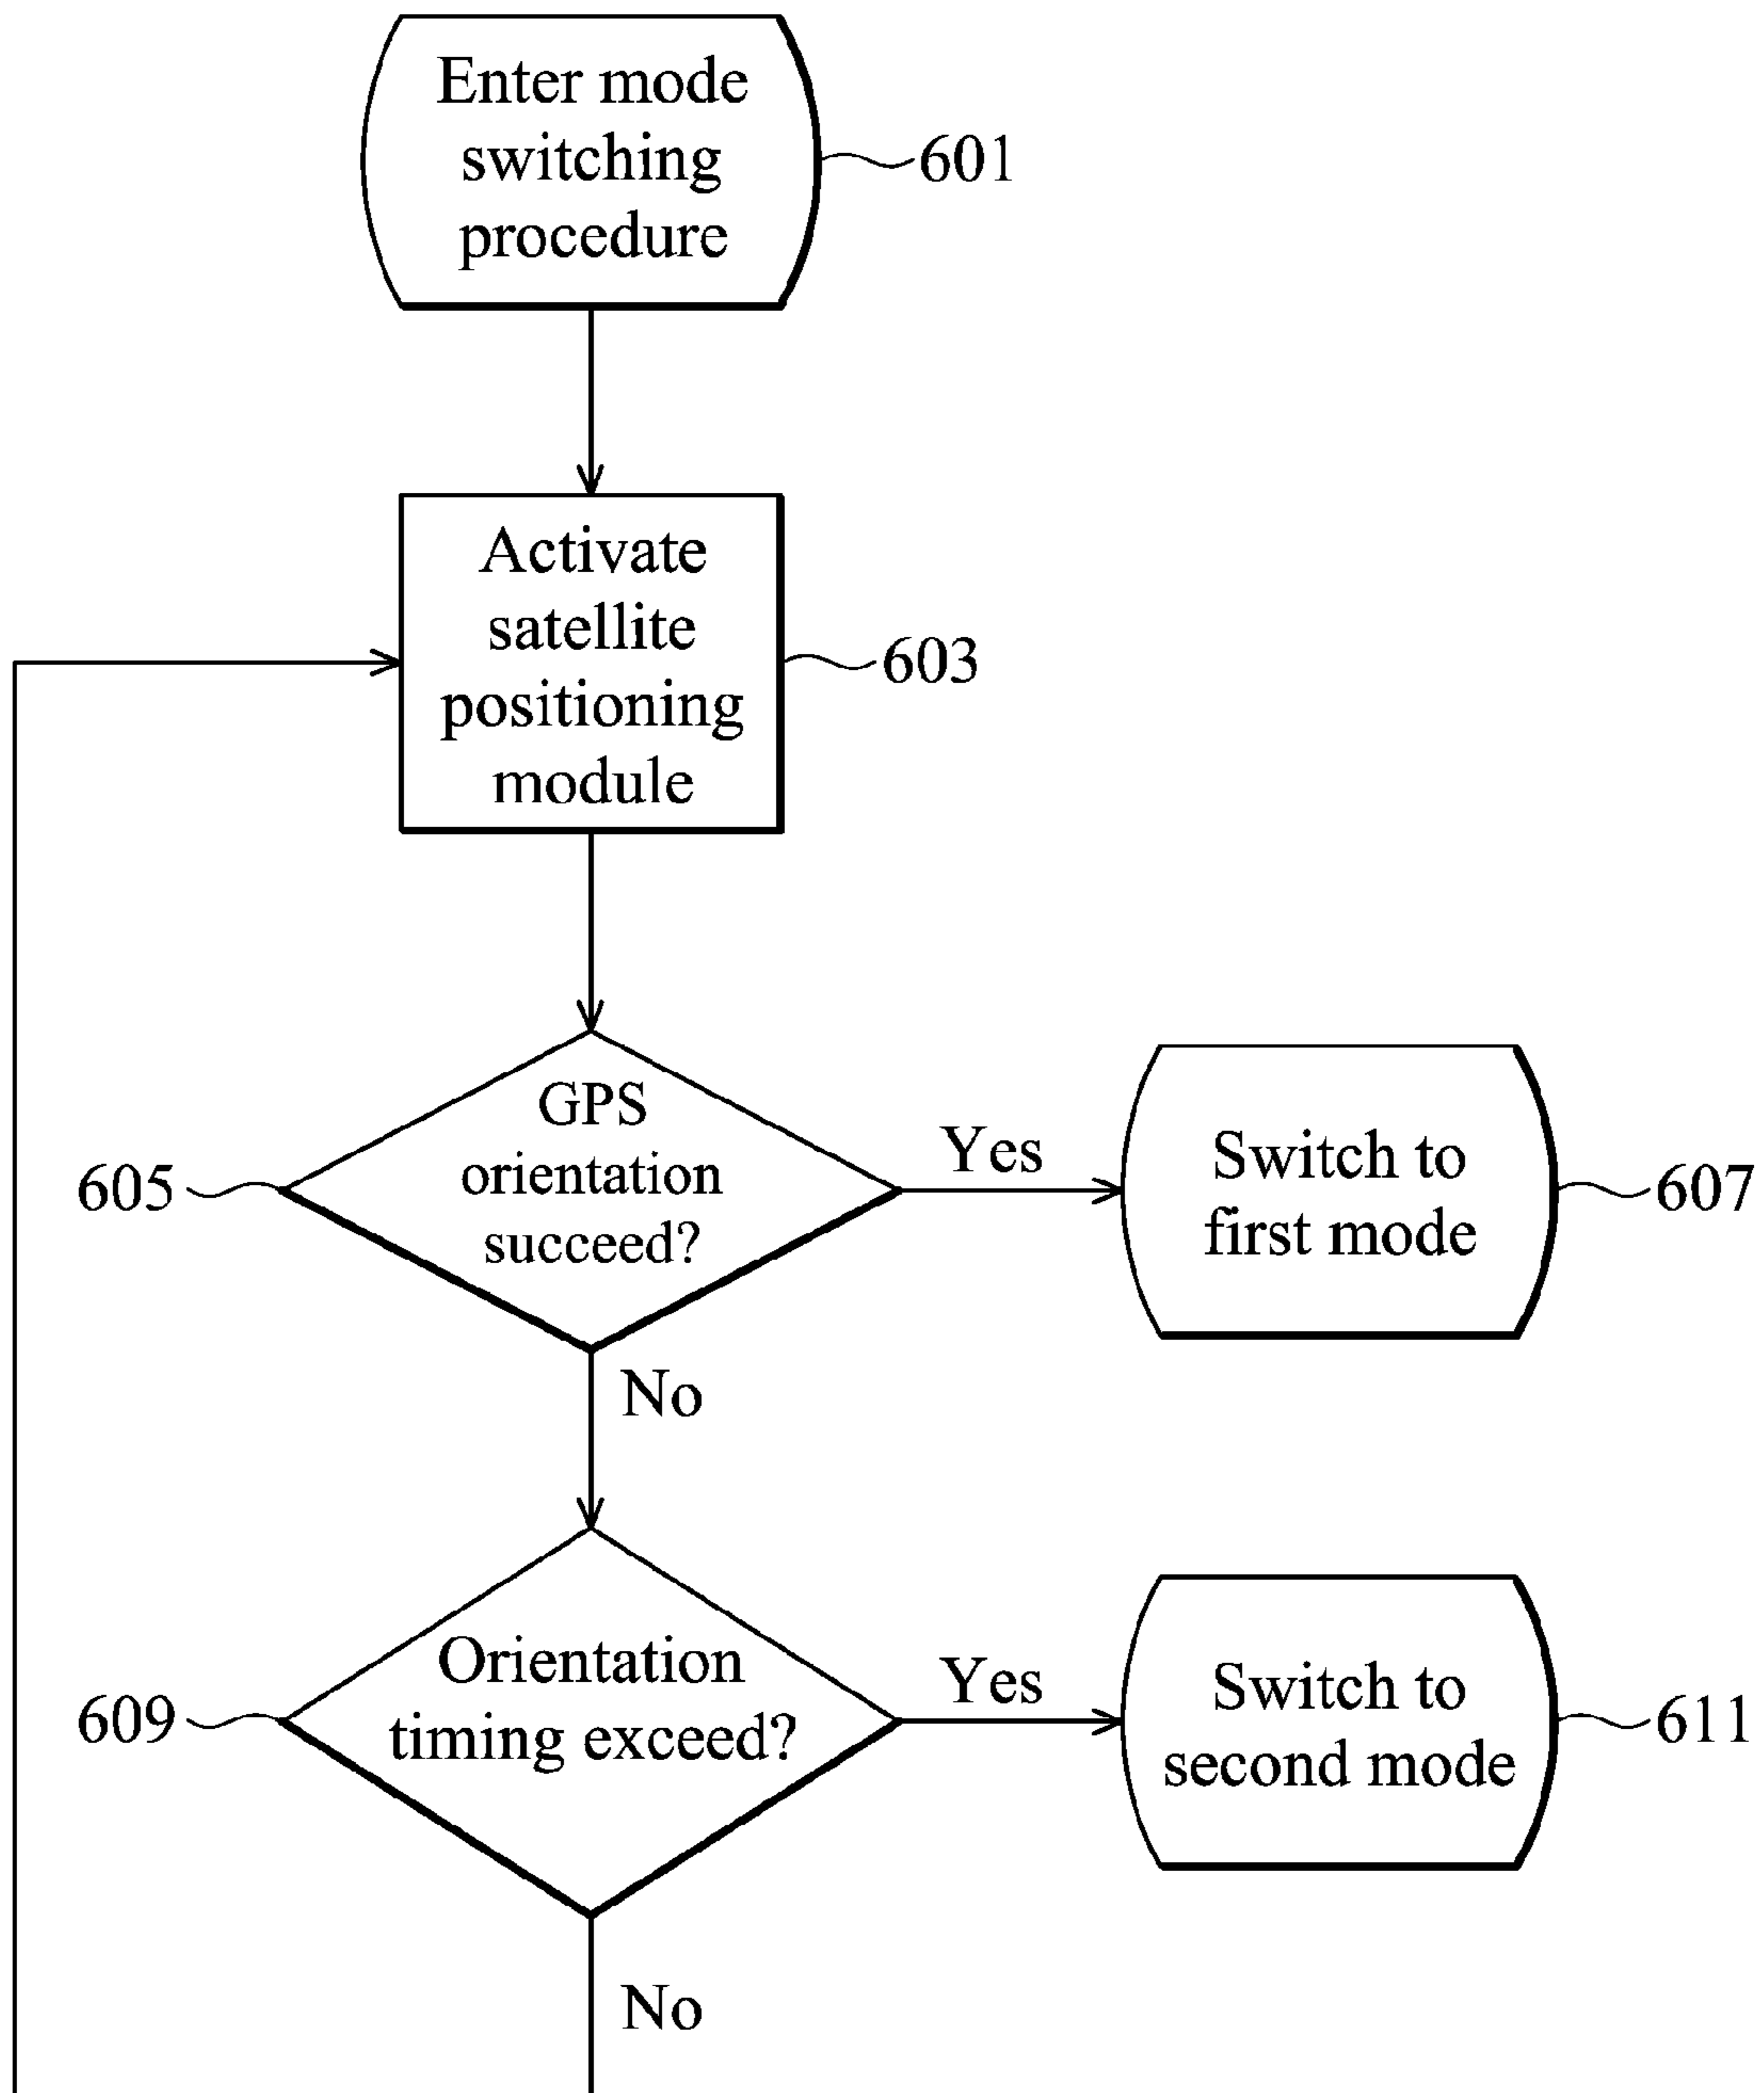 Enter mode
switching
procedure
601
Activate
satellite
positioning
module
603
GPS
orientation
succeed?
605
Yes
Switch to
first mode
607
No
Orientation
timing exceed?
609
Yes
Switch to
second mode
611
No